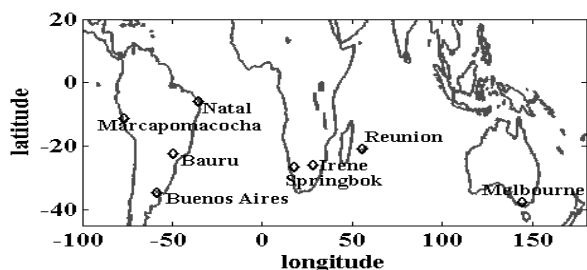 20
0
-20
-40
latitude
Natal
Marcapomacocha
Bauru
Buenos Aires
Reunion
Irene
Springbok
Melbourne
-100
-50
0
50
100
150
longitude